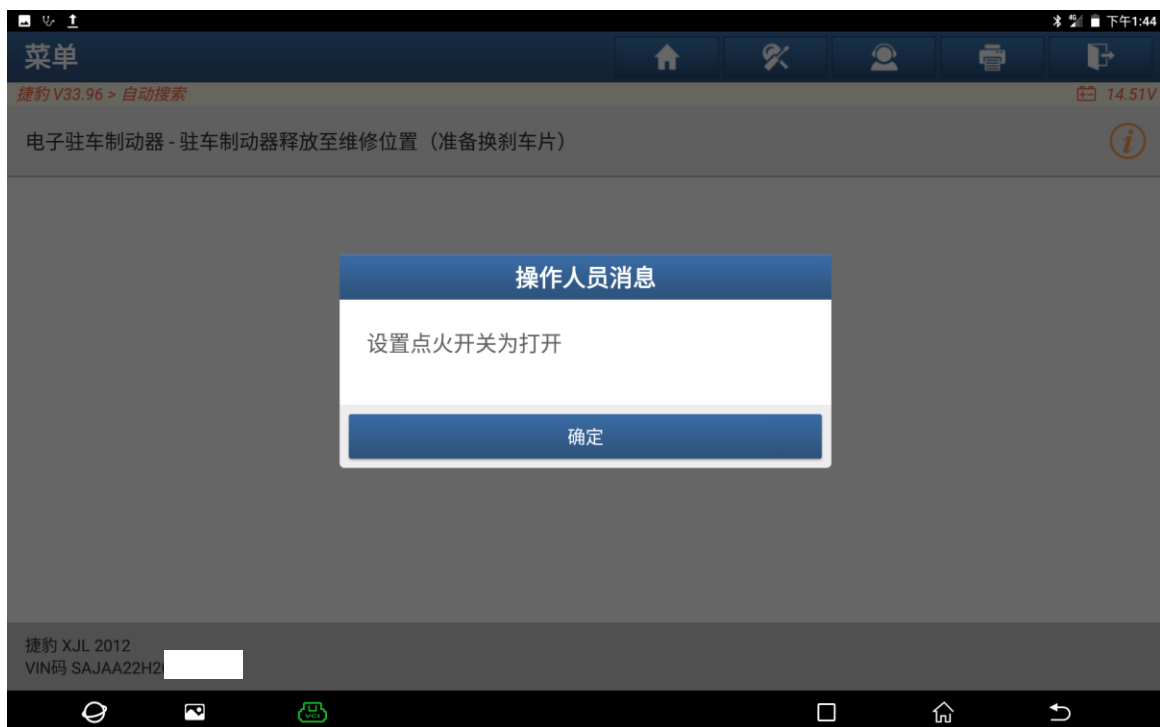 下午1:44
菜单
捷豹 V33.96 > 自动搜索
14.51V
电子驻车制动器 - 驻车制动器释放至维修位置（准备换刹车片）
操作人员消息
设置点火开关为打开
确定
捷豹 XJL 2012
VIN码 SAJAA22H2
VCI